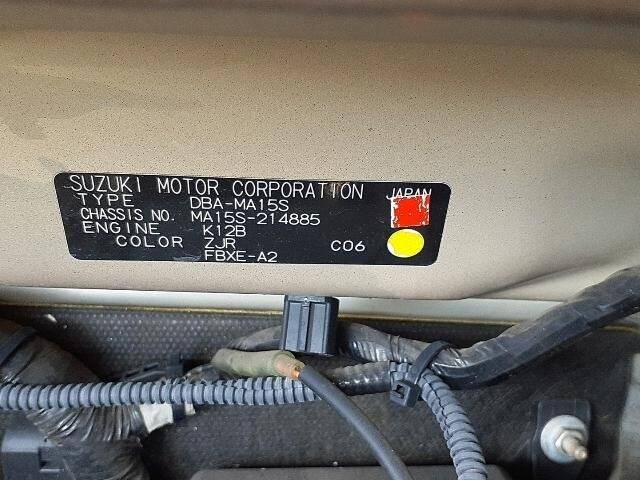 SUZUKI MOTOR CORPORATION JAPAN
TYPE DBA-MA15S
CHASSIS NO. MA15S-214885
ENGINE K12B
COLOR ZJR C06
FBXE-A2